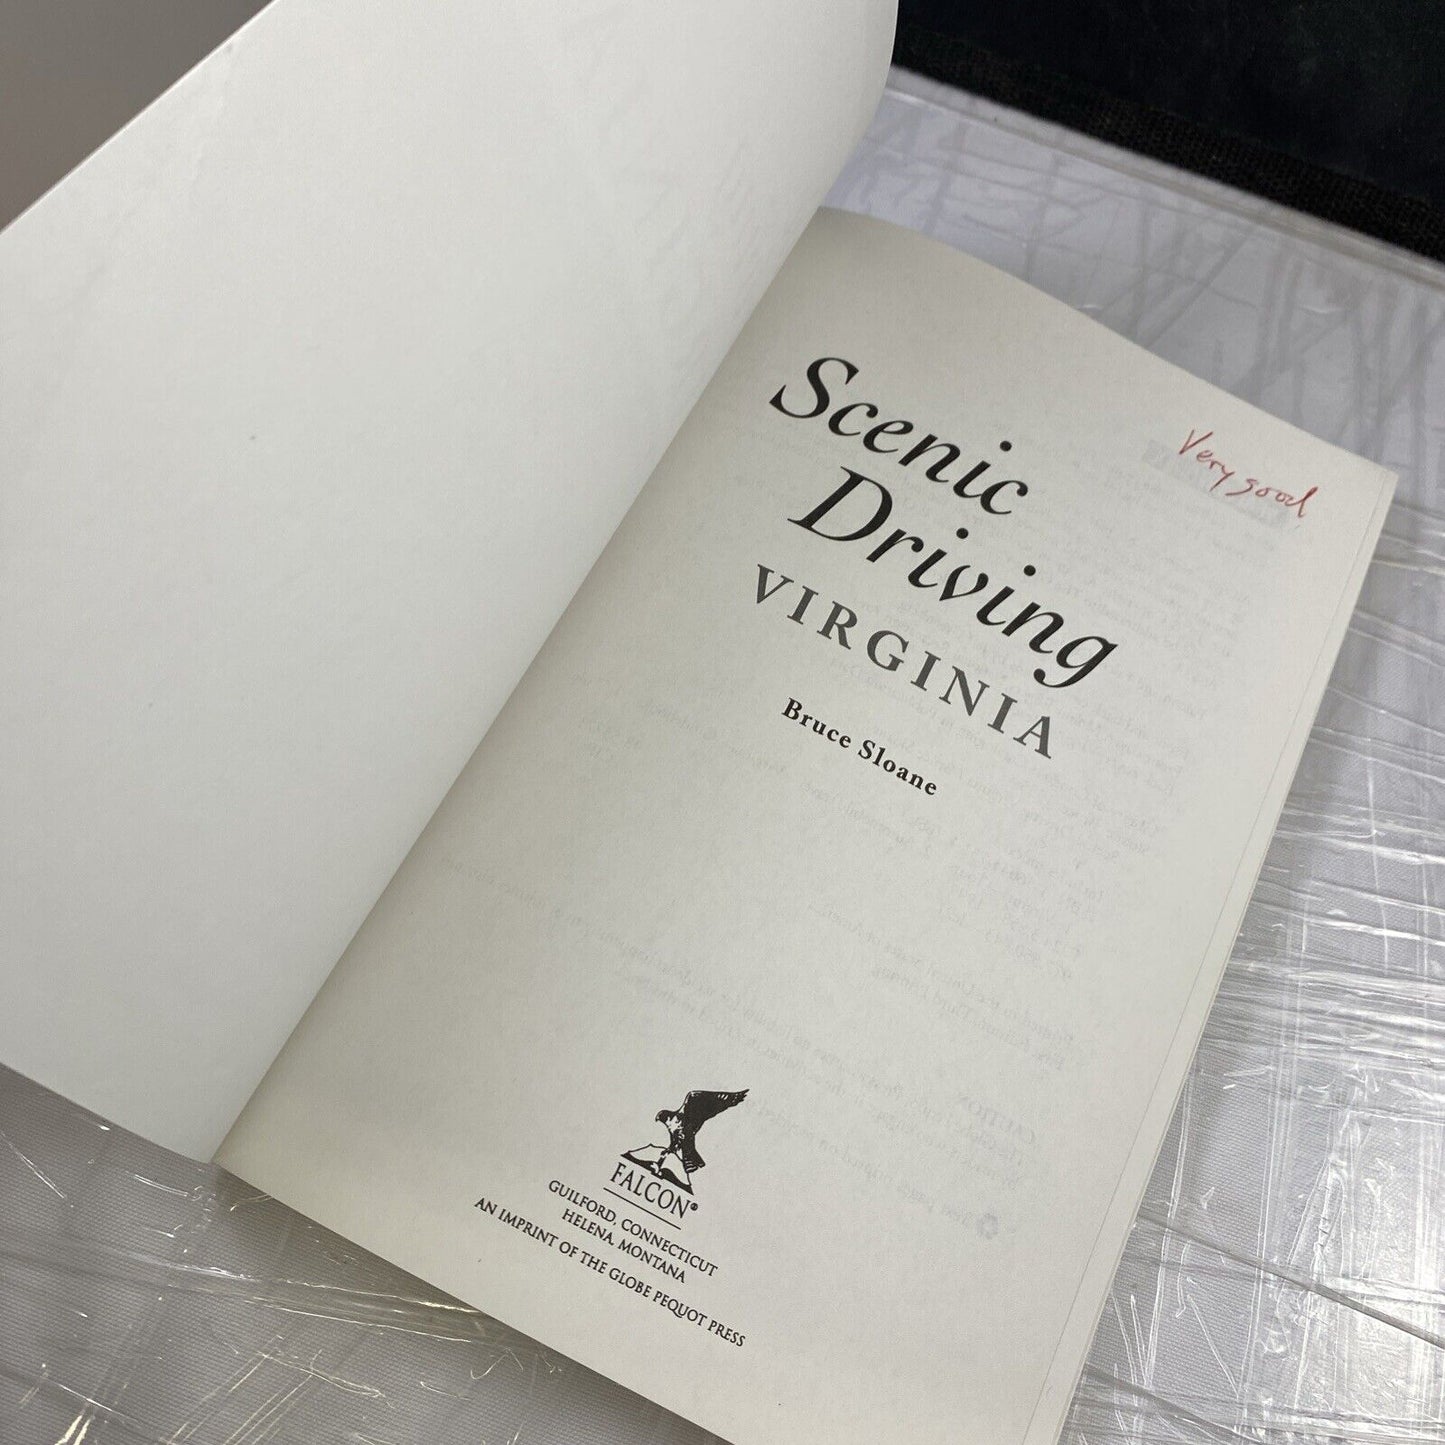 Very good
Scenic
Driving
VIRGINIA
Bruce Sloane
FALCON®
GUILFORD, CONNECTICUT
HELENA, MONTANA
AN IMPRINT OF THE GLOBE PEQUOT PRESS